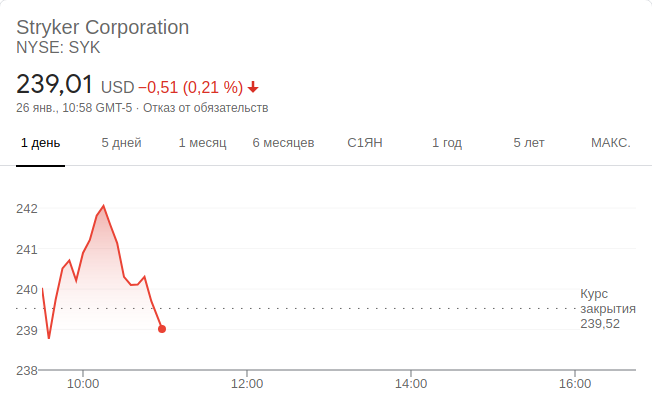 Stryker Corporation
NYSE: SYK
239,01 USD −0,51 (0,21 %)
26 янв., 10:58 GMT-5 · Отказ от обязательств
1 день 5 дней 1 месяц 6 месяцев С1ЯН 1 год 5 лет МАКС.
242
241
240
239
238
Курс
закрытия
239,52
10:00 12:00 14:00 16:00